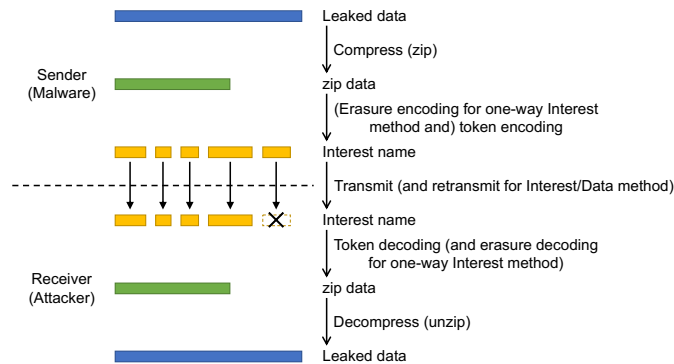 Leaked data
Compress (zip)
Sender
(Malware)
zip data
(Erasure encoding for one-way Interest
method and) token encoding
Interest name
Transmit (and retransmit for Interest/Data method)
Interest name
Token decoding (and erasure decoding
for one-way Interest method)
Receiver
(Attacker)
zip data
Decompress (unzip)
Leaked data